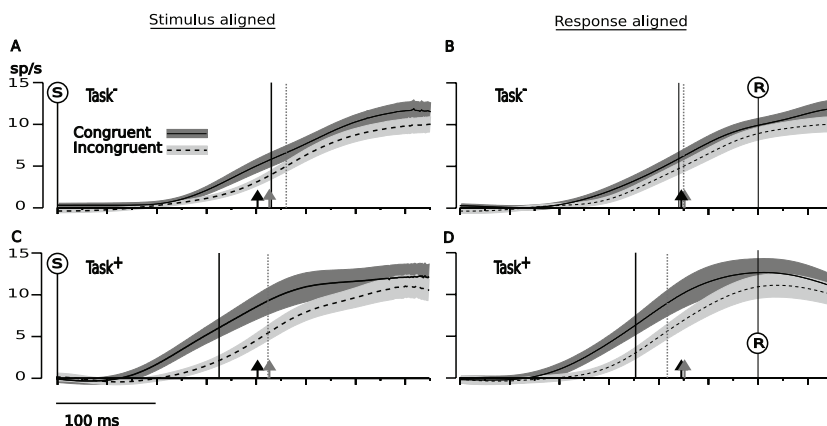 Stimulus aligned
Response aligned
A
B
sp/s
15
S
Task-
Task-
R
Congruent
Incongruent
10
5
0
C
D
15
S
Task+
Task+
10
R
5
0
100 ms